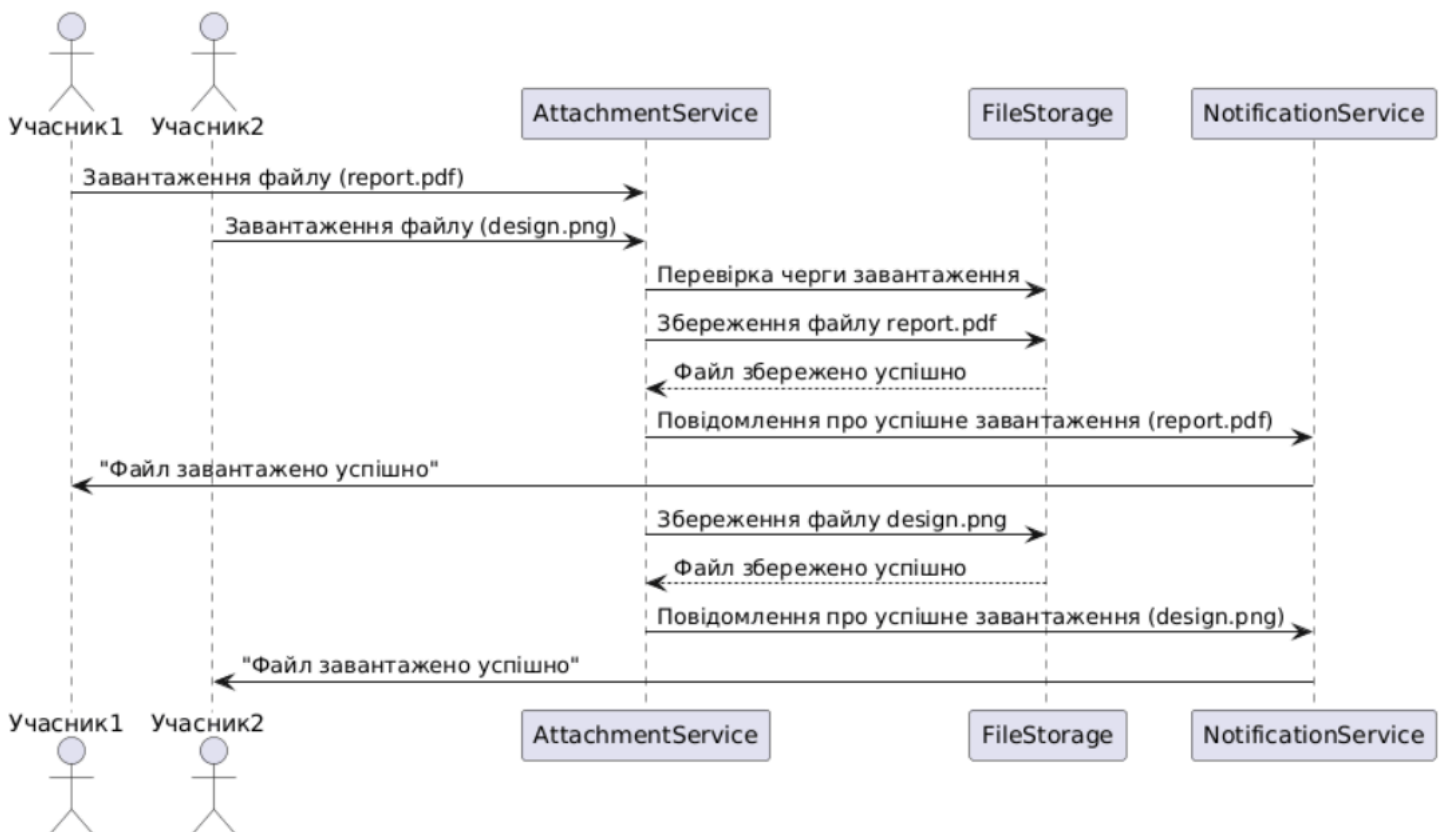 Учасник1 Учасник2 AttachmentService FileStorage NotificationService
Завантаження файлу (report.pdf)
Завантаження файлу (design.png)
Перевірка черги завантаження
Збереження файлу report.pdf
Файл збережено успішно
Повідомлення про успішне завантаження (report.pdf)
"Файл завантажено успішно"
Збереження файлу design.png
Файл збережено успішно
Повідомлення про успішне завантаження (design.png)
"Файл завантажено успішно"
Учасник1 Учасник2 AttachmentService FileStorage NotificationService